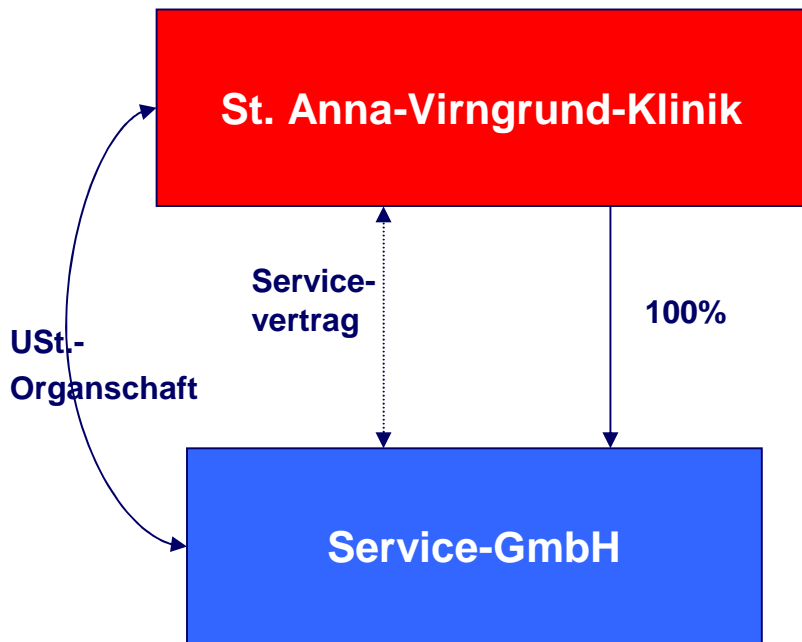 St. Anna-Virngrund-Klinik
Service-
vertrag
100%
USt.-
Organschaft
Service-GmbH